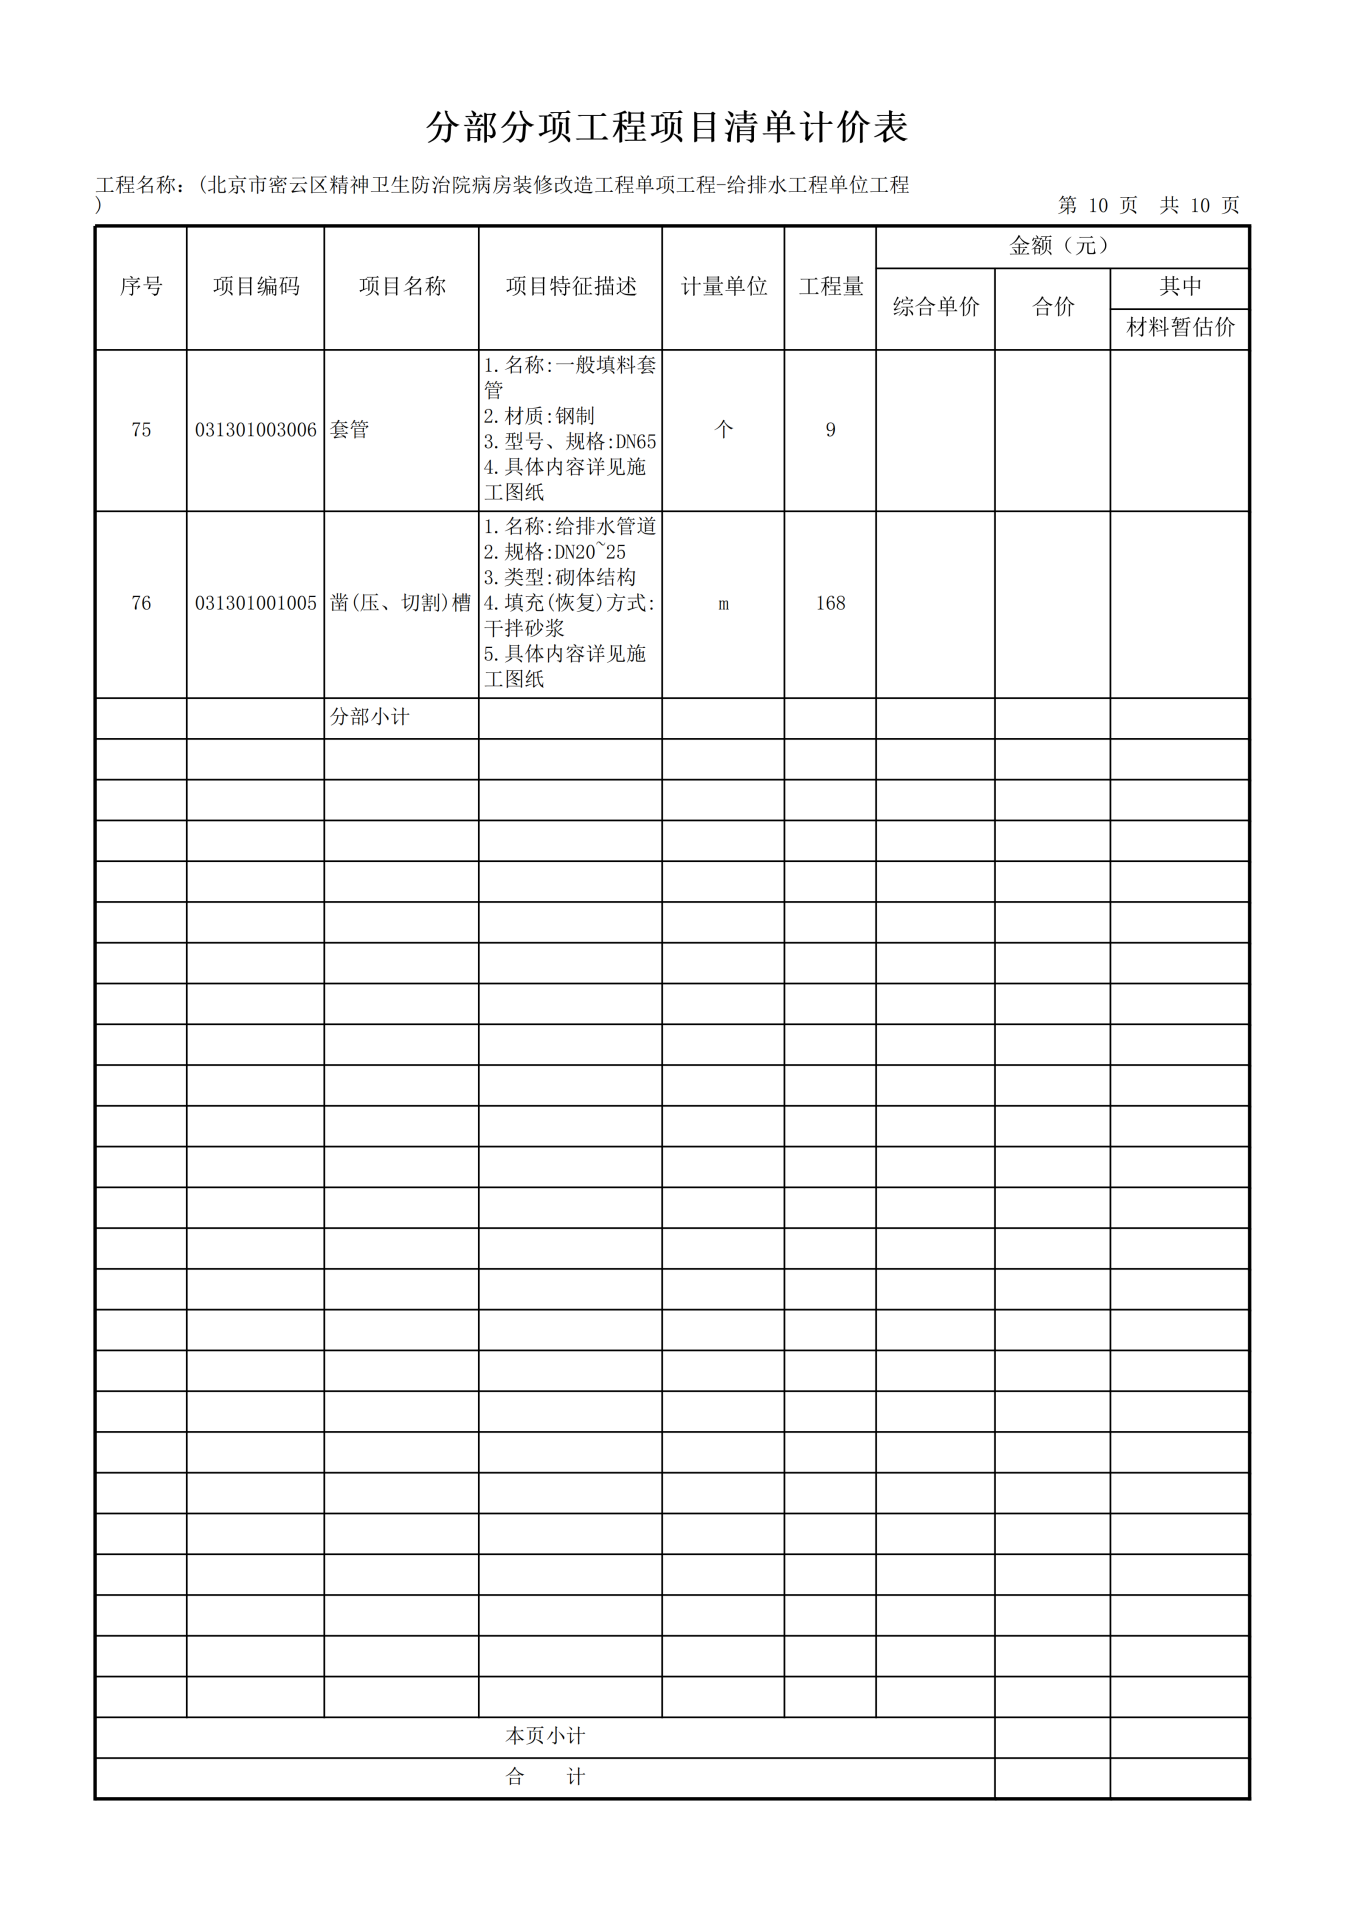 分部分项工程项目清单计价表
工程名称：(北京市密云区精神卫生防治院病房装修改造工程单项工程-给排水工程单位工程
)
第 10 页 共 10 页
序号 项目编码 项目名称 项目特征描述 计量单位 工程量 金额（元）
综合单价 合价 其中
材料暂估价
75 031301003006 套管
1.名称:一般填料套
管
2.材质:钢制
3.型号、规格:DN65
4.具体内容详见施
工图纸
个 9
76 031301001005 凿(压、切割)槽
1.名称:给排水管道
2.规格:DN20~25
3.类型:砌体结构
4.填充(恢复)方式:
干拌砂浆
5.具体内容详见施
工图纸
m 168
分部小计
本页小计
合 计